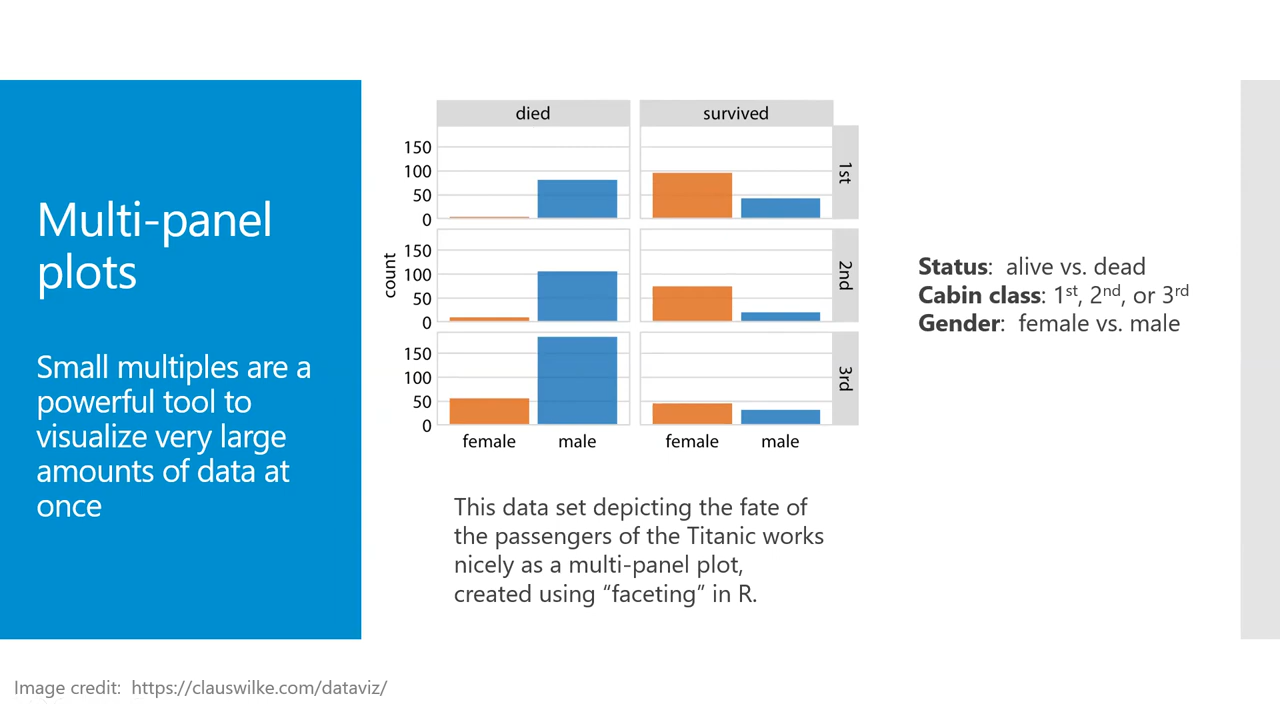 Multi-panel
plots
Small multiples are a
powerful tool to
visualize very large
amounts of data at
once
died
survived
150
100
50
0
1st
count
150
100
50
0
2nd
150
100
50
0
3rd
female
male
female
male
This data set depicting the fate of
the passengers of the Titanic works
nicely as a multi-panel plot,
created using “faceting” in R.
Status:  alive vs. dead
Cabin class: 1st, 2nd, or 3rd
Gender:  female vs. male
Image credit:  https://clauswilke.com/dataviz/